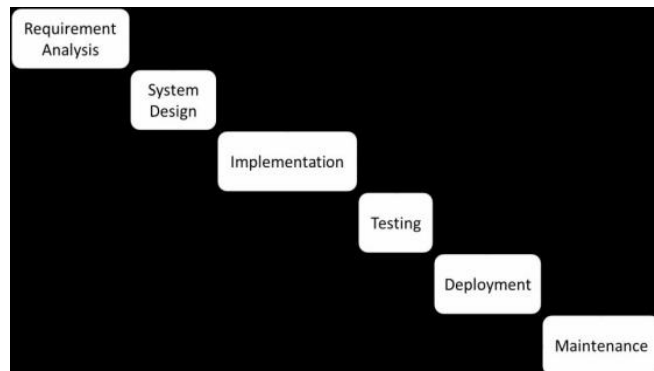 Requirement
Analysis
System
Design
Implementation
Testing
Deployment
Maintenance